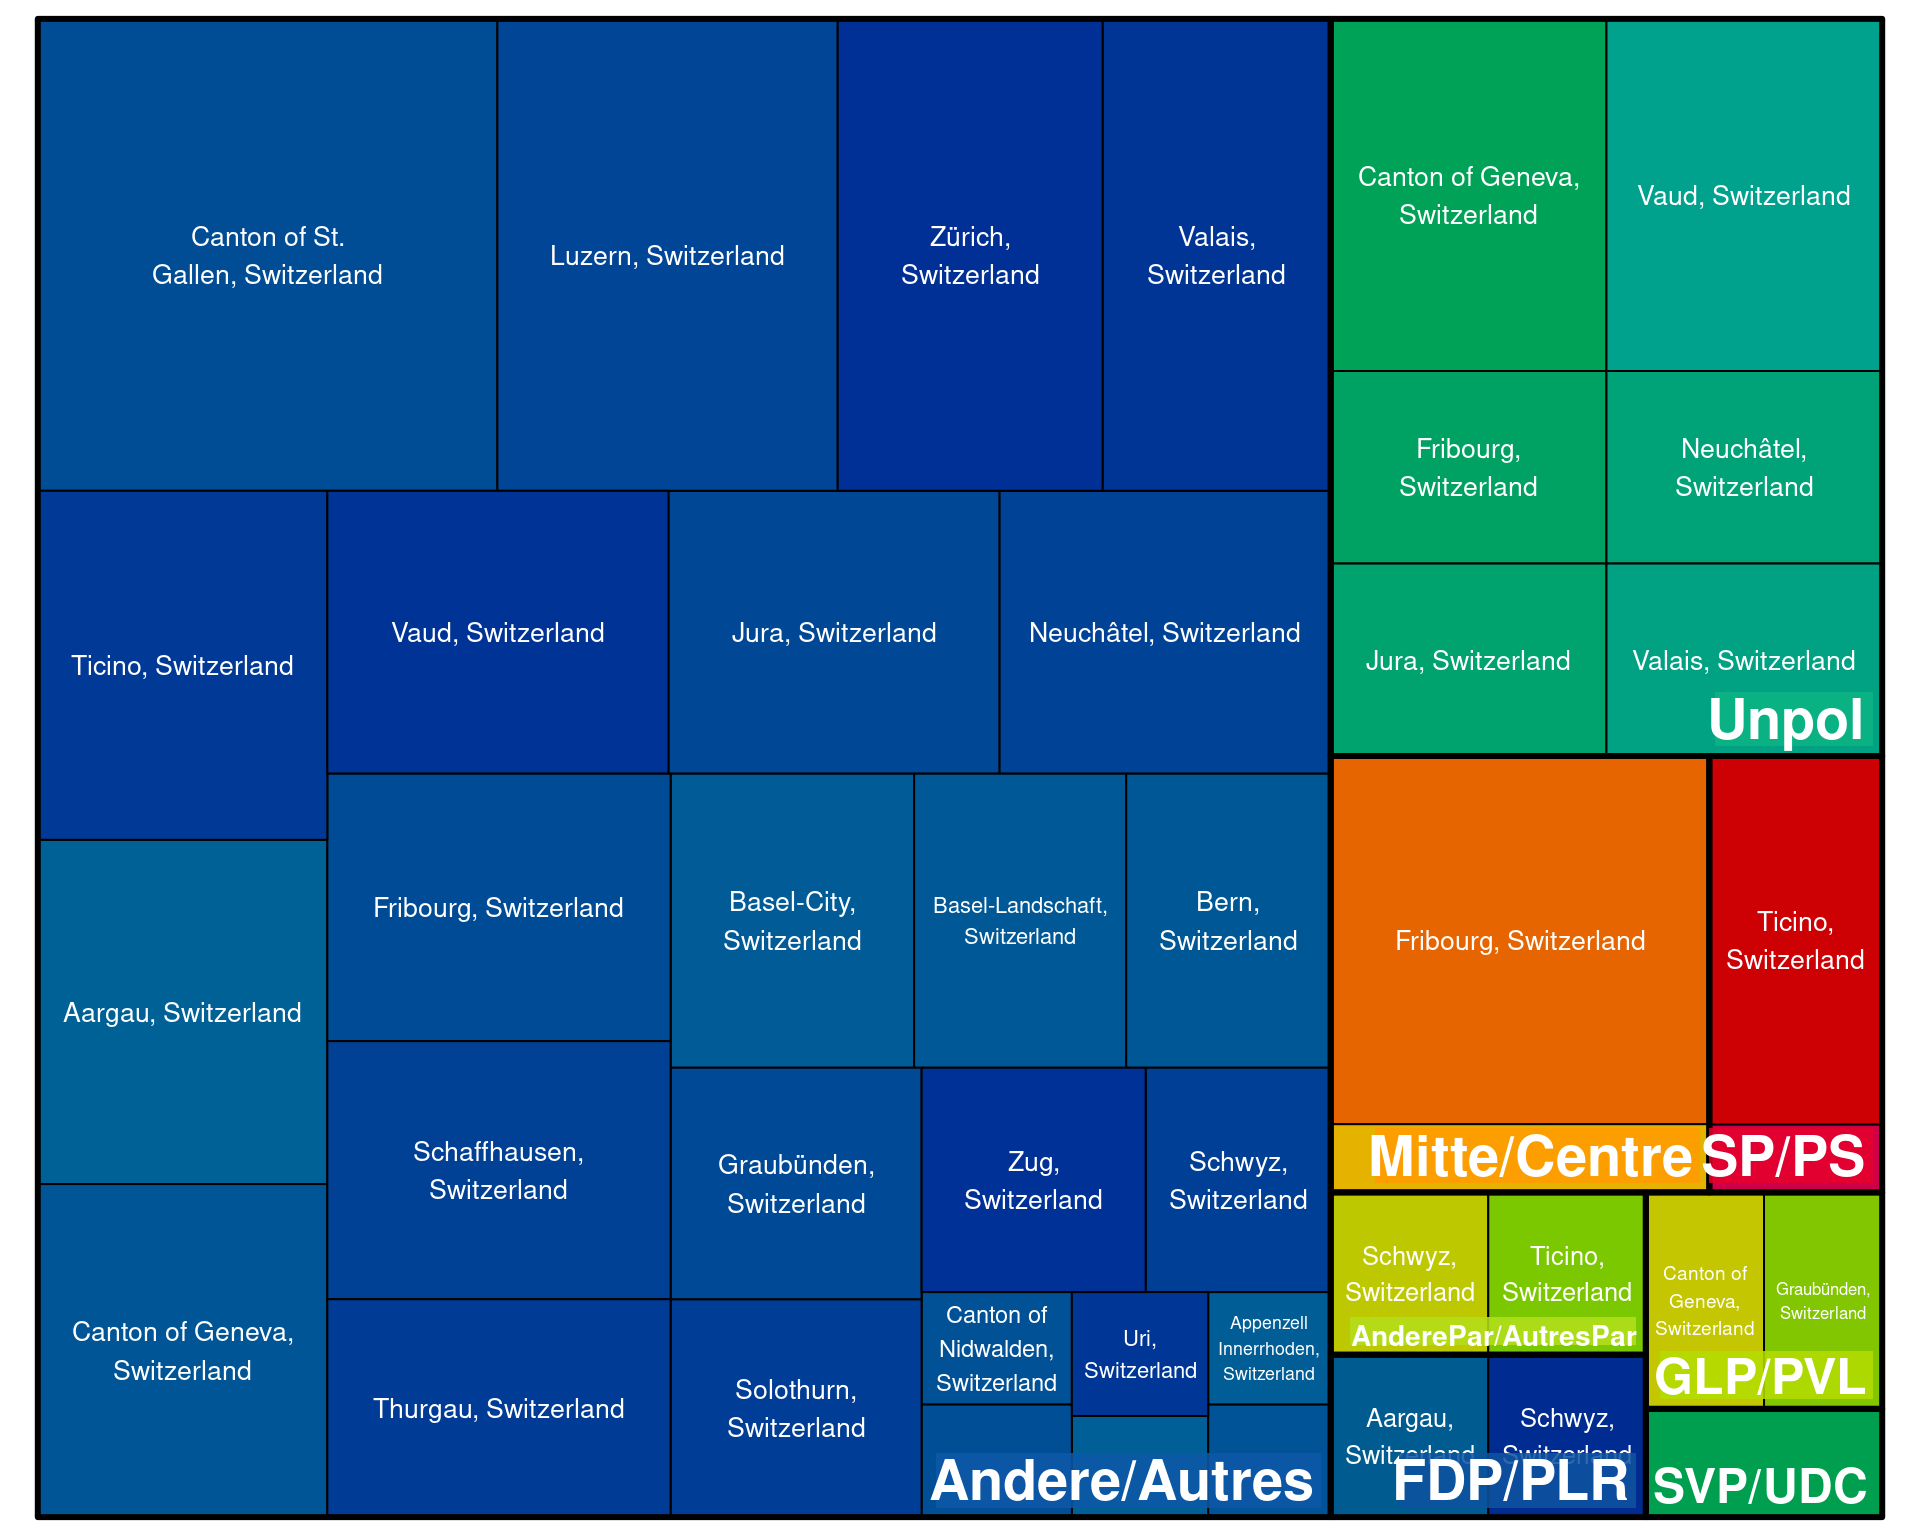 Canton of St.
Gallen, Switzerland
Luzern, Switzerland
Zürich,
Switzerland
Valais,
Switzerland
Ticino, Switzerland
Vaud, Switzerland
Jura, Switzerland
Neuchâtel, Switzerland
Aargau, Switzerland
Fribourg, Switzerland
Basel-City,
Switzerland
Basel-Landschaft,
Switzerland
Bern,
Switzerland
Canton of Geneva,
Switzerland
Schaffhausen,
Switzerland
Thurgau, Switzerland
Graubünden,
Switzerland
Solothurn,
Switzerland
Zug,
Switzerland
Schwyz,
Switzerland
Canton of
Nidwalden,
Switzerland
Uri,
Switzerland
Appenzell
Innerrhoden,
Switzerland
Andere/Autres
Canton of Geneva,
Switzerland
Vaud, Switzerland
Fribourg,
Switzerland
Neuchâtel,
Switzerland
Jura, Switzerland
Valais, Switzerland
Unpol
Fribourg, Switzerland
Mitte/Centre
Ticino,
Switzerland
SP/PS
Schwyz,
Switzerland
Ticino,
Switzerland
AnderePar/AutresPar
Canton of
Geneva,
Switzerland
Graubünden,
Switzerland
GLP/PVL
Aargau,
Switzerland
Schwyz,
Switzerland
FDP/PLR
SVP/UDC